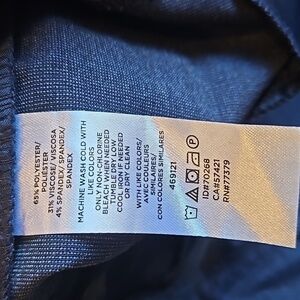 65% POLYESTER/
POLIESTER
31% VISCOSE/ VISCOSA
4% SPANDEX/ SPANDEX/
SPANDEX
MACHINE WASH COLD WITH
LIKE COLORS
ONLY NON-CHLORINE
BLEACH WHEN NEEDED
TUMBLE DRY LOW
COOL IRON IF NEEDED
OR DRY CLEAN
WITH LIKE COLORS/
AVEC COULEURS
SIMILAIRES/
CON COLORES SIMILARES
469121
ID#70268
CA#57421
RN#77379